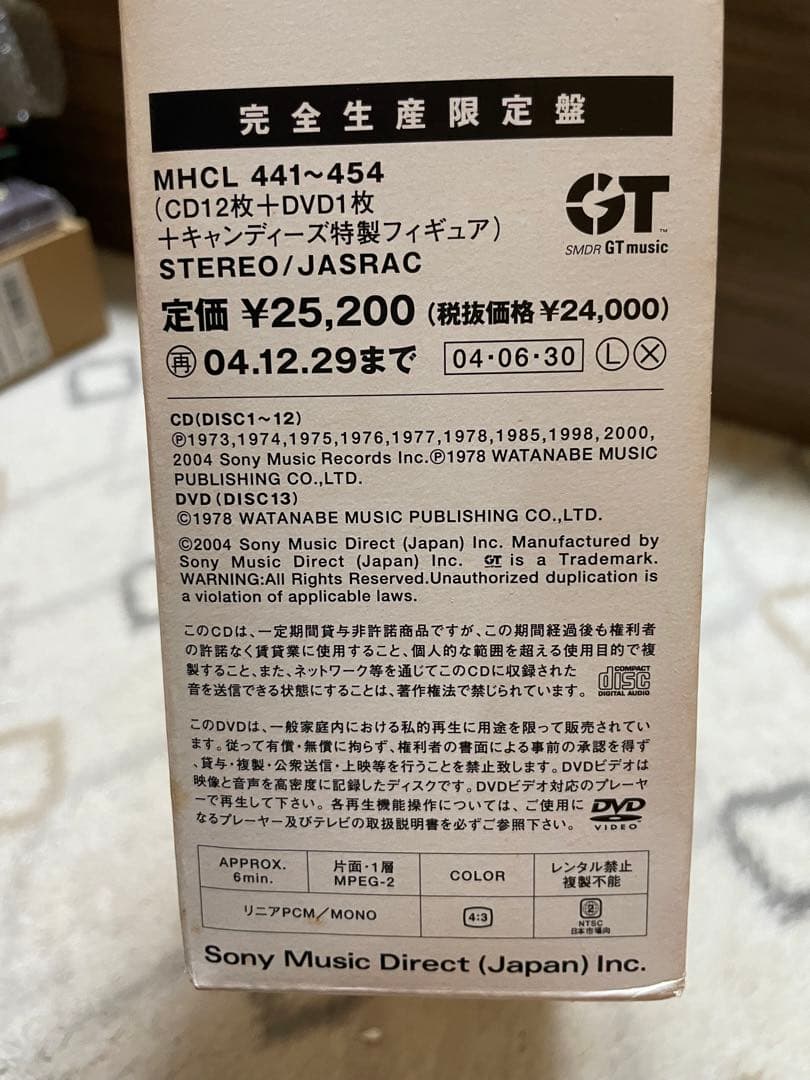 完全生産限定盤
MHCL 441~454
(CD12枚+DVD1枚
+キャンディーズ特製フィギュア)
GT
TM
SMDR GT music
STEREO/JASRAC
定価 ¥25,200 (税抜価格 ¥24,000)
㊢再 04.12.29まで 04・06・30 Ⓛ Ⓧ
CD(DISC1~12)
Ⓟ1973,1974,1975,1976,1977,1978,1985,1998,2000,
2004 Sony Music Records Inc.Ⓟ1978 WATANABE MUSIC
PUBLISHING CO.,LTD.
DVD(DISC13)
©1978 WATANABE MUSIC PUBLISHING CO.,LTD.
©2004 Sony Music Direct (Japan) Inc. Manufactured by
Sony Music Direct (Japan) Inc. GT is a Trademark.
WARNING:All Rights Reserved.Unauthorized duplication is
a violation of applicable laws.
このCDは、一定期間貸与非許諾商品ですが、この期間経過後も権利者
の許諾なく賃貸業に使用すること、個人的な範囲を超える使用目的で複
製すること、また、ネットワーク等を通じてこのCDに収録された
音を送信できる状態にすることは、著作権法で禁じられています。
COMPACT
disc
DIGITAL AUDIO
このDVDは、一般家庭内における私的再生に用途を限って販売されてい
ます。従って有償・無償に拘らず、権利者の書面による事前の承認を得ず
、貸与・複製・公衆送信・上映等を行うことを禁止致します。DVDビデオは
映像と音声を高密度に記録したディスクです。DVDビデオ対応のプレーヤ
ーで再生して下さい。各再生機能操作については、ご使用に
なるプレーヤー及びテレビの取扱説明書を必ずご参照下さい。
DVD
VIDEO
APPROX.
6min.
片面・1層
MPEG-2
COLOR
レンタル禁止
複製不能
リニアPCM/MONO
4:3
2
NTSC
日本市場向
Sony Music Direct (Japan) Inc.